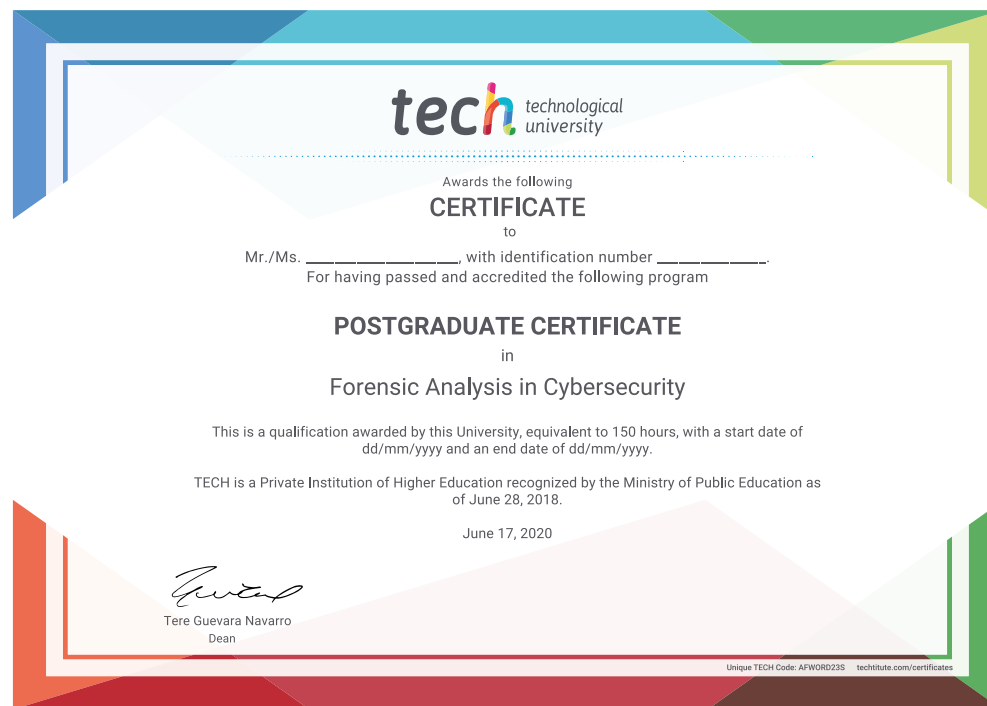 tech technological
university
Awards the following
CERTIFICATE
to
Mr./Ms. ____________________, with identification number ______________.
For having passed and accredited the following program
POSTGRADUATE CERTIFICATE
in
Forensic Analysis in Cybersecurity
This is a qualification awarded by this University, equivalent to 150 hours, with a start date of
dd/mm/yyyy and an end date of dd/mm/yyyy.
TECH is a Private Institution of Higher Education recognized by the Ministry of Public Education as
of June 28, 2018.
June 17, 2020
Tere Guevara Navarro
Dean
Unique TECH Code: AFWORD23S techtitute.com/certificates